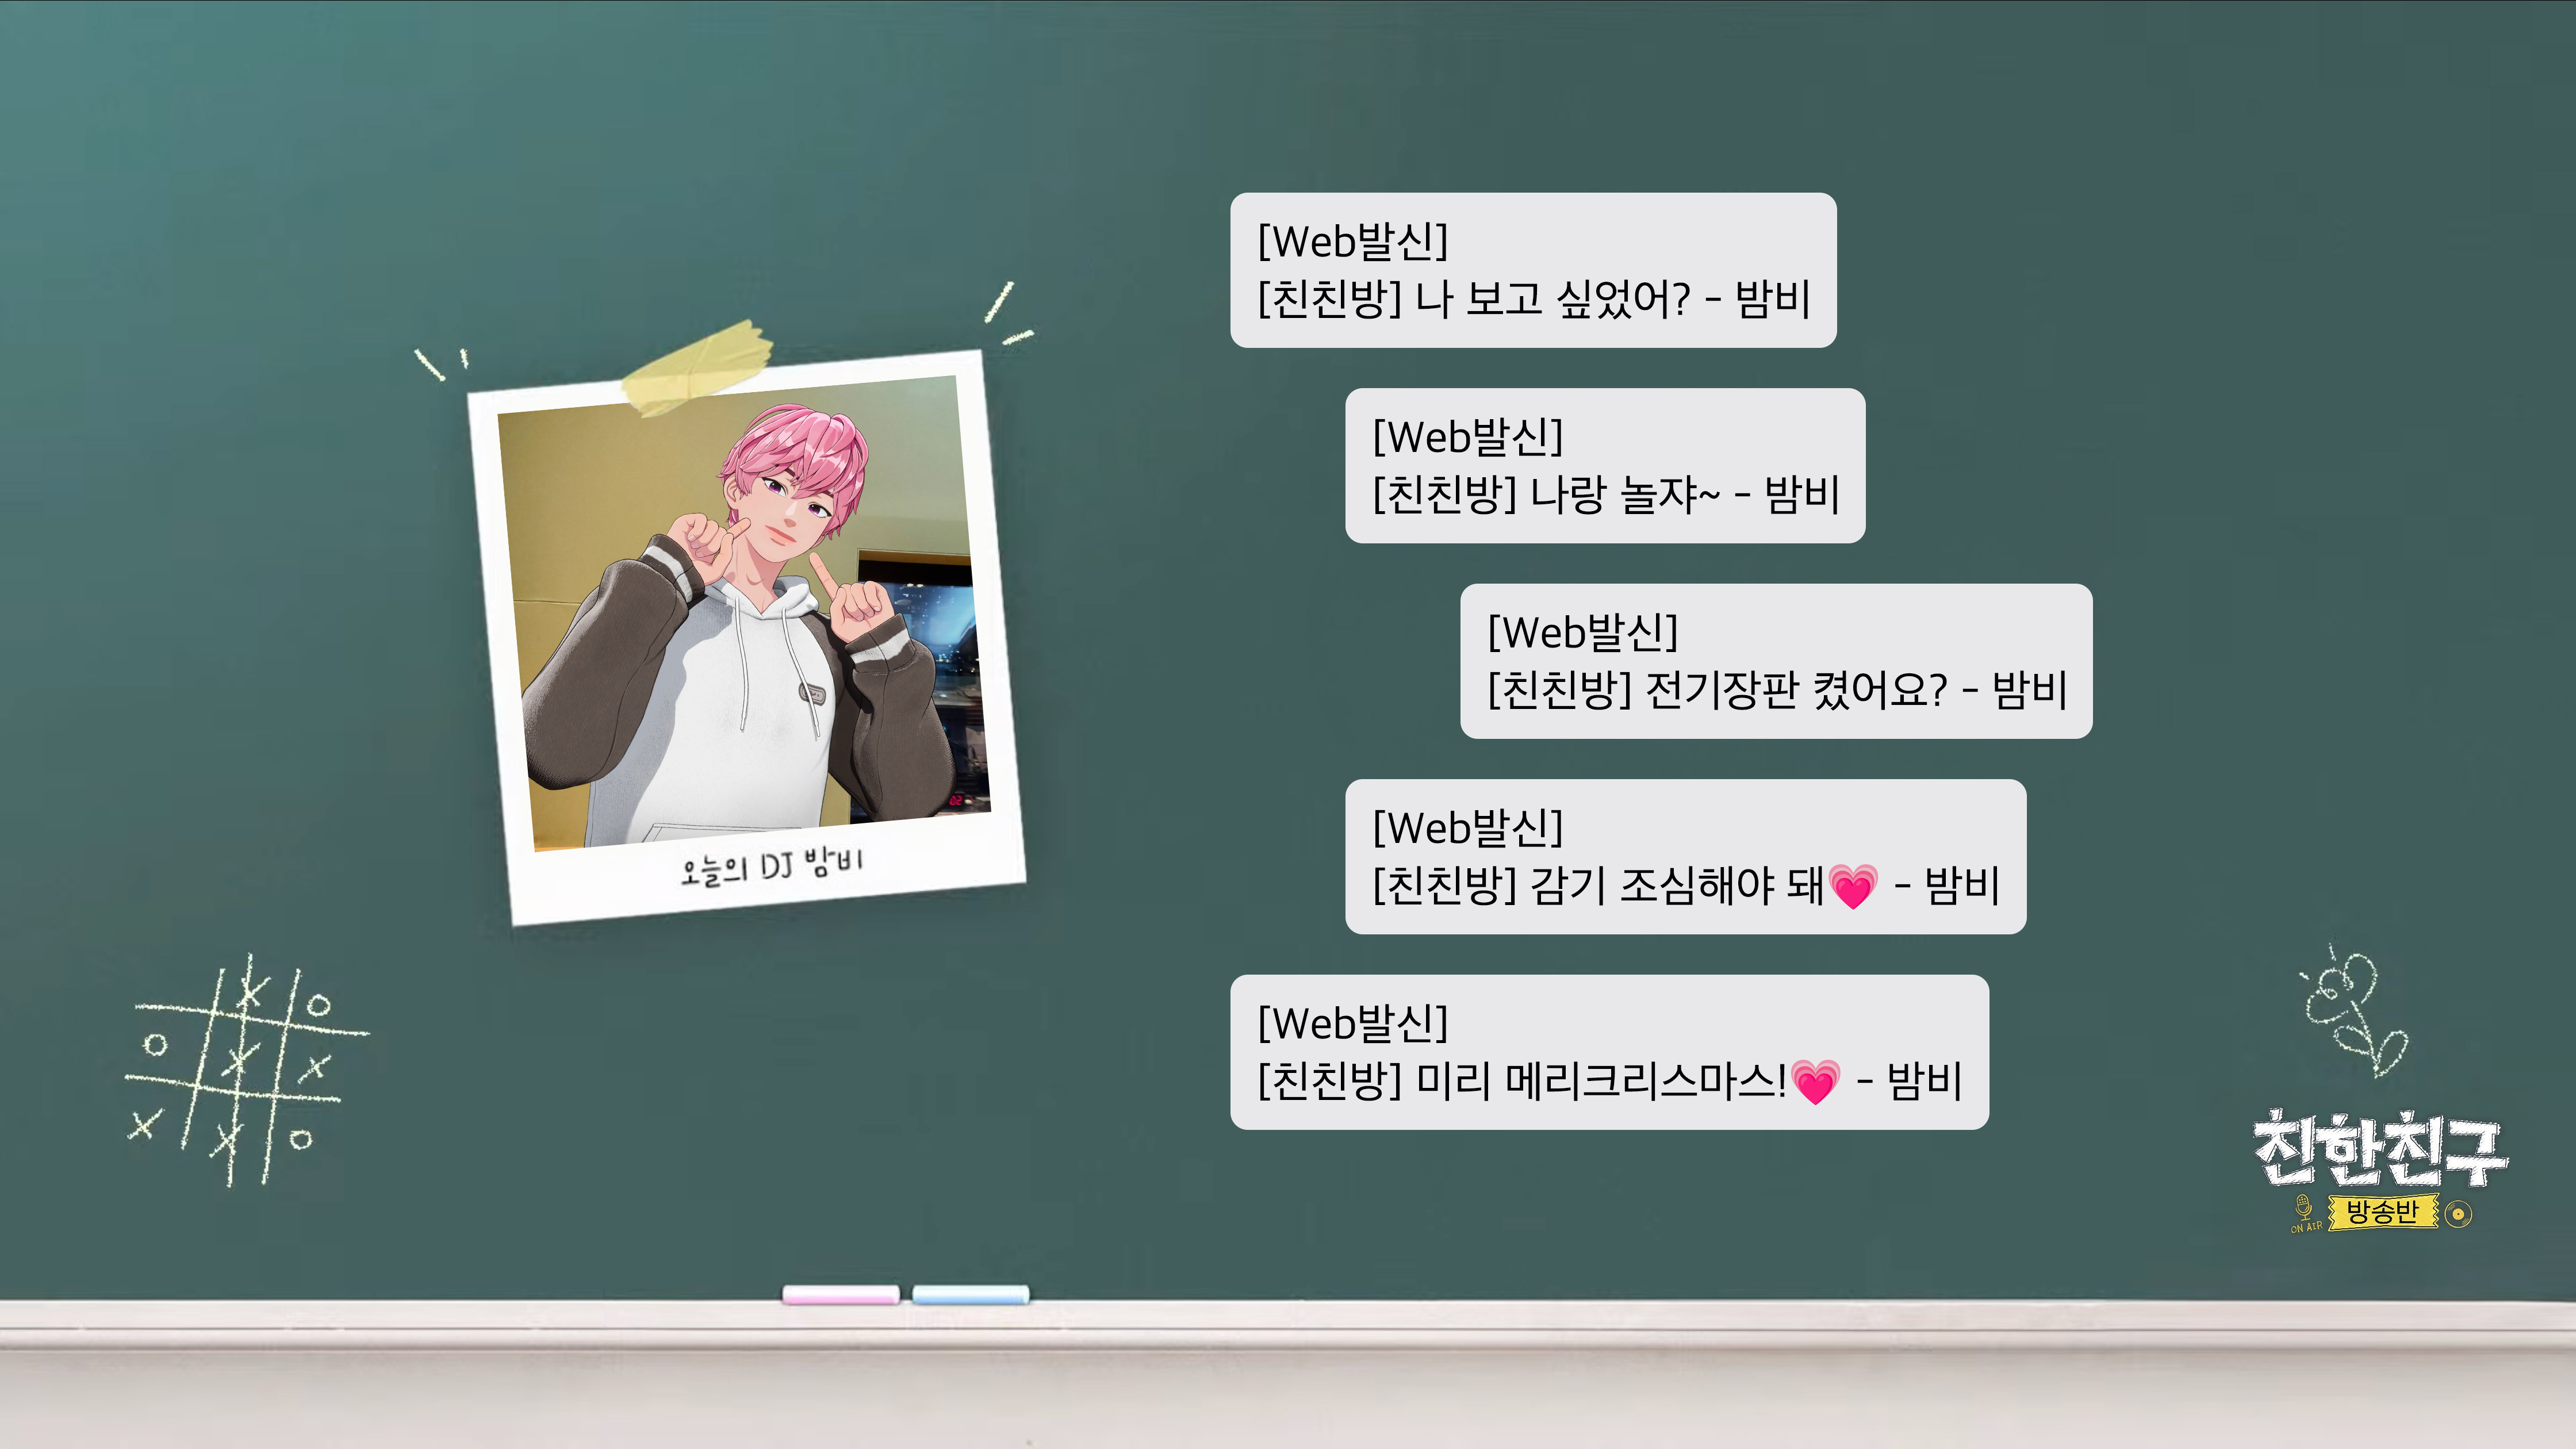 [Web발신]
[친친방] 나 보고 싶었어? - 밤비
[Web발신]
[친친방] 나랑 놀쟈~ - 밤비
[Web발신]
[친친방] 전기장판 켰어요? - 밤비
[Web발신]
[친친방] 감기 조심해야 돼💗 - 밤비
[Web발신]
[친친방] 미리 메리크리스마스!💗 - 밤비
오늘의 DJ 밤비
X O
O X X
X X O
친한친구
ON AIR 방송반